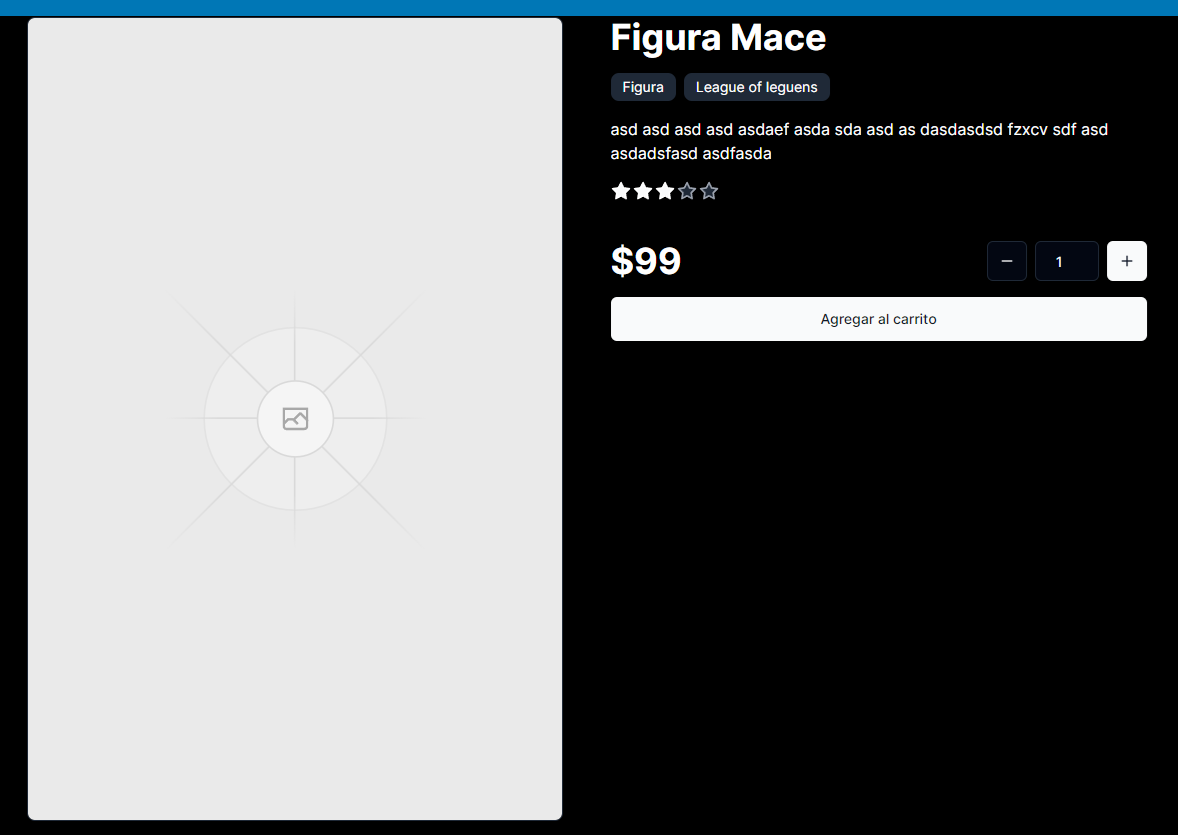 Figura Mace
Figura
League of leguens
asd asd asd asd asdaef asda sda asd as dasdasdsd fzxcv sdf asd
asdadsfasd asdfasda
$99
1
Agregar al carrito